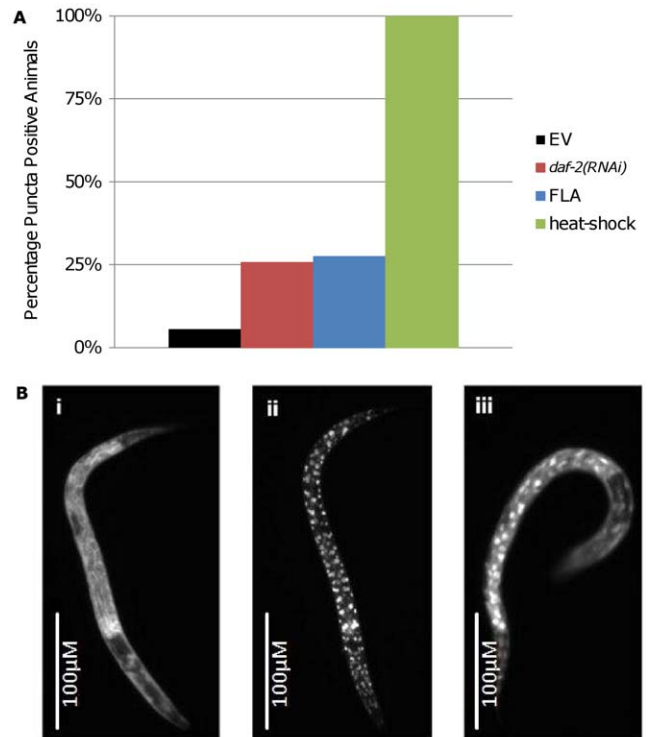 A
Percentage Puncta Positive Animals
100%
75%
50%
25%
0%
EV
daf-2(RNAi)
FLA
heat-shock
B
i
ii
iii
100µM
100µM
100µM